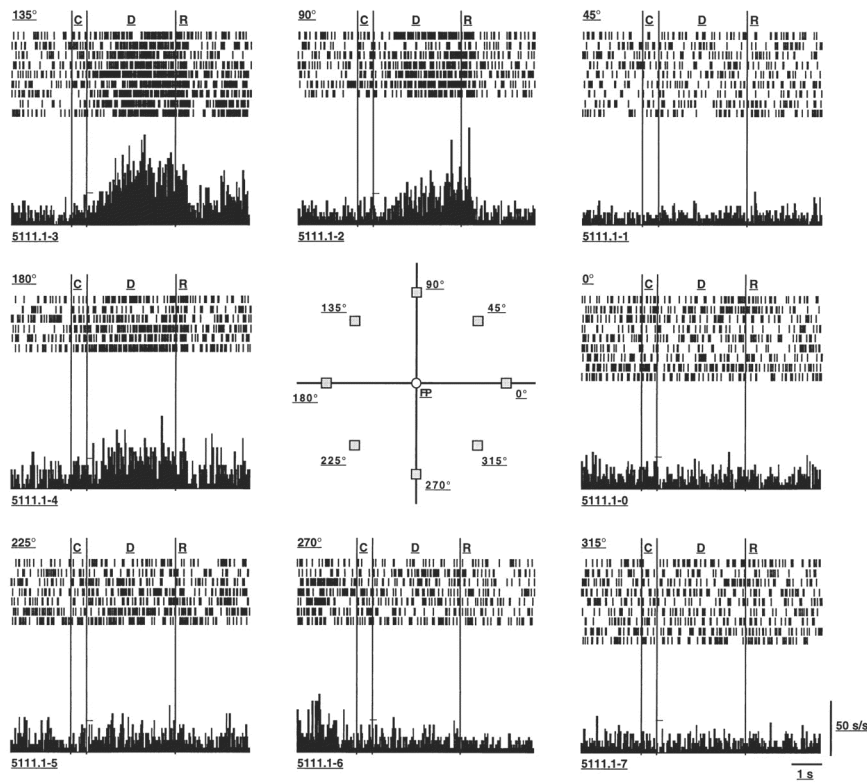 135°
C D R
5111.1-3
90°
C D R
5111.1-2
45°
C D R
5111.1-1
180°
C D R
5111.1-4
90°
135°
45°
180°
FP
0°
225°
315°
270°
0°
C D R
5111.1-0
225°
C D R
5111.1-5
270°
C D R
5111.1-6
315°
C D R
5111.1-7
50 s/s
1 s